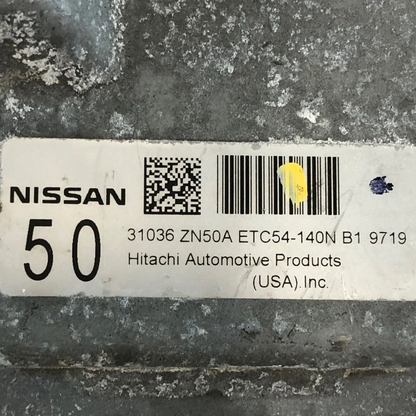 NISSAN
50
31036 ZN50A ETC54-140N B1 9719
Hitachi Automotive Products
(USA).Inc.